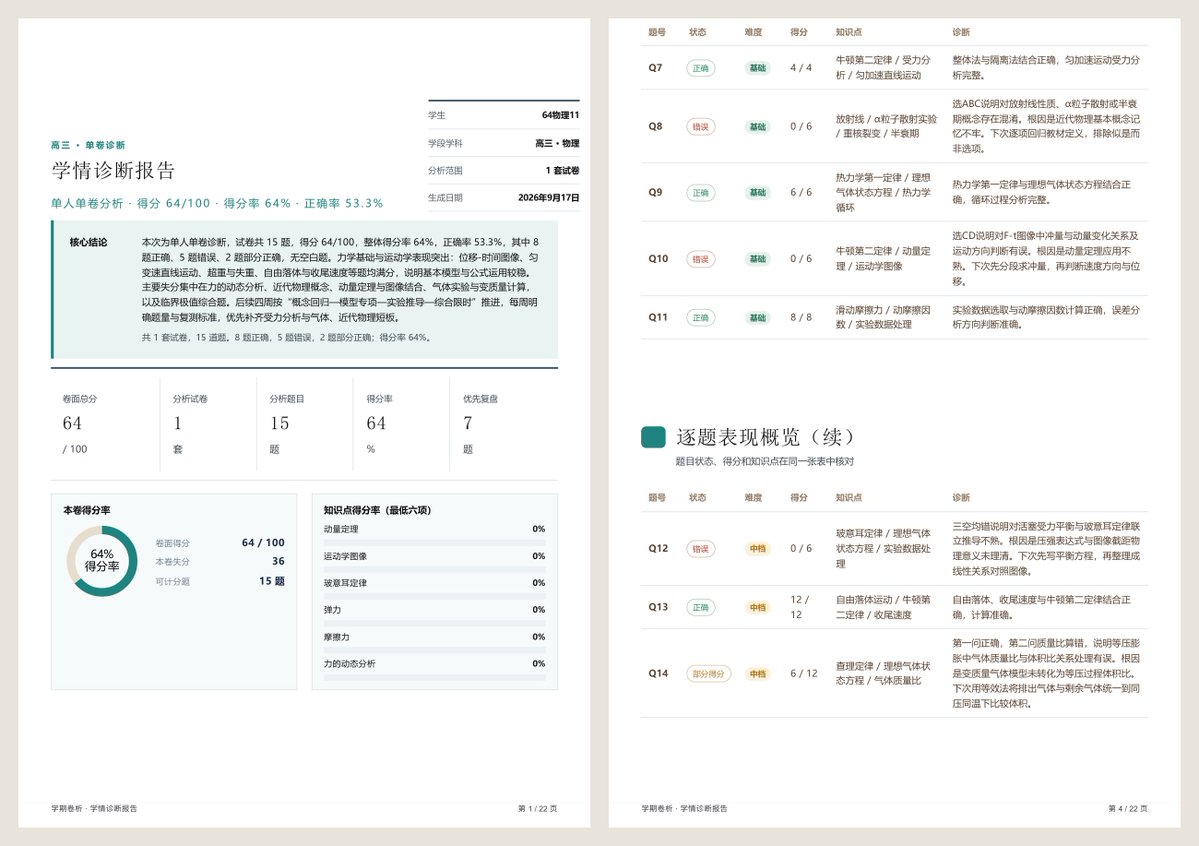 高三 · 单卷诊断
学情诊断报告
单人单卷分析 · 得分 64/100 · 得分率 64% · 正确率 53.3%
学生 64物理11
学段学科 高三 · 物理
分析范围 1 套试卷
生成日期 2026年9月17日
核心结论
本次为单人单卷诊断，试卷共 15 题，得分 64/100，整体得分率 64%，正确率 53.3%，其中 8
题正确、5 题错误、2 题部分正确，无空白题。力学基础与运动学表现突出：位移-时间图像、匀
变速直线运动、超重与失重、自由落体与收尾速度等题均满分，说明基本模型与公式运用较稳。
主要失分集中在力的动态分析、近代物理概念、动量定理与图像结合、气体实验与变质量计算，
以及临界极值综合题。后续四周按“概念回归—模型专项—实验推导—综合限时”推进，每周明
确题量与复测标准，优先补齐受力分析与气体、近代物理短板。
共 1 套试卷，15 道题。8 题正确，5 题错误，2 题部分正确；得分率 64%。
卷面总分 分析试卷 分析题目 得分率 优先复盘
64 1 15 64 7
/ 100 套 题 % 题
本卷得分率
64%
得分率
卷面得分 64 / 100
本卷失分 36
可计分题 15 题
知识点得分率（最低六项）
动量定理 0%
运动学图像 0%
玻意耳定律 0%
弹力 0%
摩擦力 0%
力的动态分析 0%
学期卷析 · 学情诊断报告 第 1 / 22 页
题号 状态 难度 得分 知识点 诊断
Q7 正确 基础 4 / 4
牛顿第二定律 / 受力分
析 / 匀加速直线运动
整体法与隔离法结合正确，匀加速运动受力分
析完整。
Q8 错误 基础 0 / 6
放射线 / α粒子散射实验
/ 重核裂变 / 半衰期
选ABC说明对放射线性质、α粒子散射或半衰
期概念存在混淆。根因是近代物理基本概念记
忆不牢。下次逐项回归教材定义，排除似是而
非选项。
Q9 正确 基础 6 / 6
热力学第一定律 / 理想
气体状态方程 / 热力学
循环
热力学第一定律与理想气体状态方程结合正
确，循环过程分析完整。
Q10 错误 基础 0 / 6
牛顿第二定律 / 动量定
理 / 运动学图像
选CD说明对F-t图像中冲量与动量变化关系及
运动方向判断有误。根因是动量定理应用不
熟。下次先分段求冲量，再判断速度方向与位
移。
Q11 正确 基础 8 / 8
滑动摩擦力 / 动摩擦因
数 / 实验数据处理
实验数据选取与动摩擦因数计算正确，误差分
析方向判断准确。
逐题表现概览（续）
题目状态、得分和知识点在同一张表中核对
题号 状态 难度 得分 知识点 诊断
Q12 错误 中档 0 / 6
玻意耳定律 / 理想气体
状态方程 / 实验数据处
理
三空均错说明对活塞受力平衡与玻意耳定律联
立推导不熟。根因是压强表达式与图像截距物
理意义未理清。下次先写平衡方程，再整理成
线性关系对照图像。
Q13 正确 中档
12 /
12
自由落体运动 / 牛顿第
二定律 / 收尾速度
自由落体、收尾速度与牛顿第二定律结合正
确，计算准确。
Q14 部分得分 中档 6 / 12
查理定律 / 理想气体状
态方程 / 气体质量比
第一问正确，第二问质量比算错，说明等压膨
胀中气体质量比与体积比关系处理有误。根因
是变质量气体模型未转化为等压过程体积比。
下次用等效法将排出气体与剩余气体统一到同
压同温下比较体积。
学期卷析 · 学情诊断报告 第 4 / 22 页